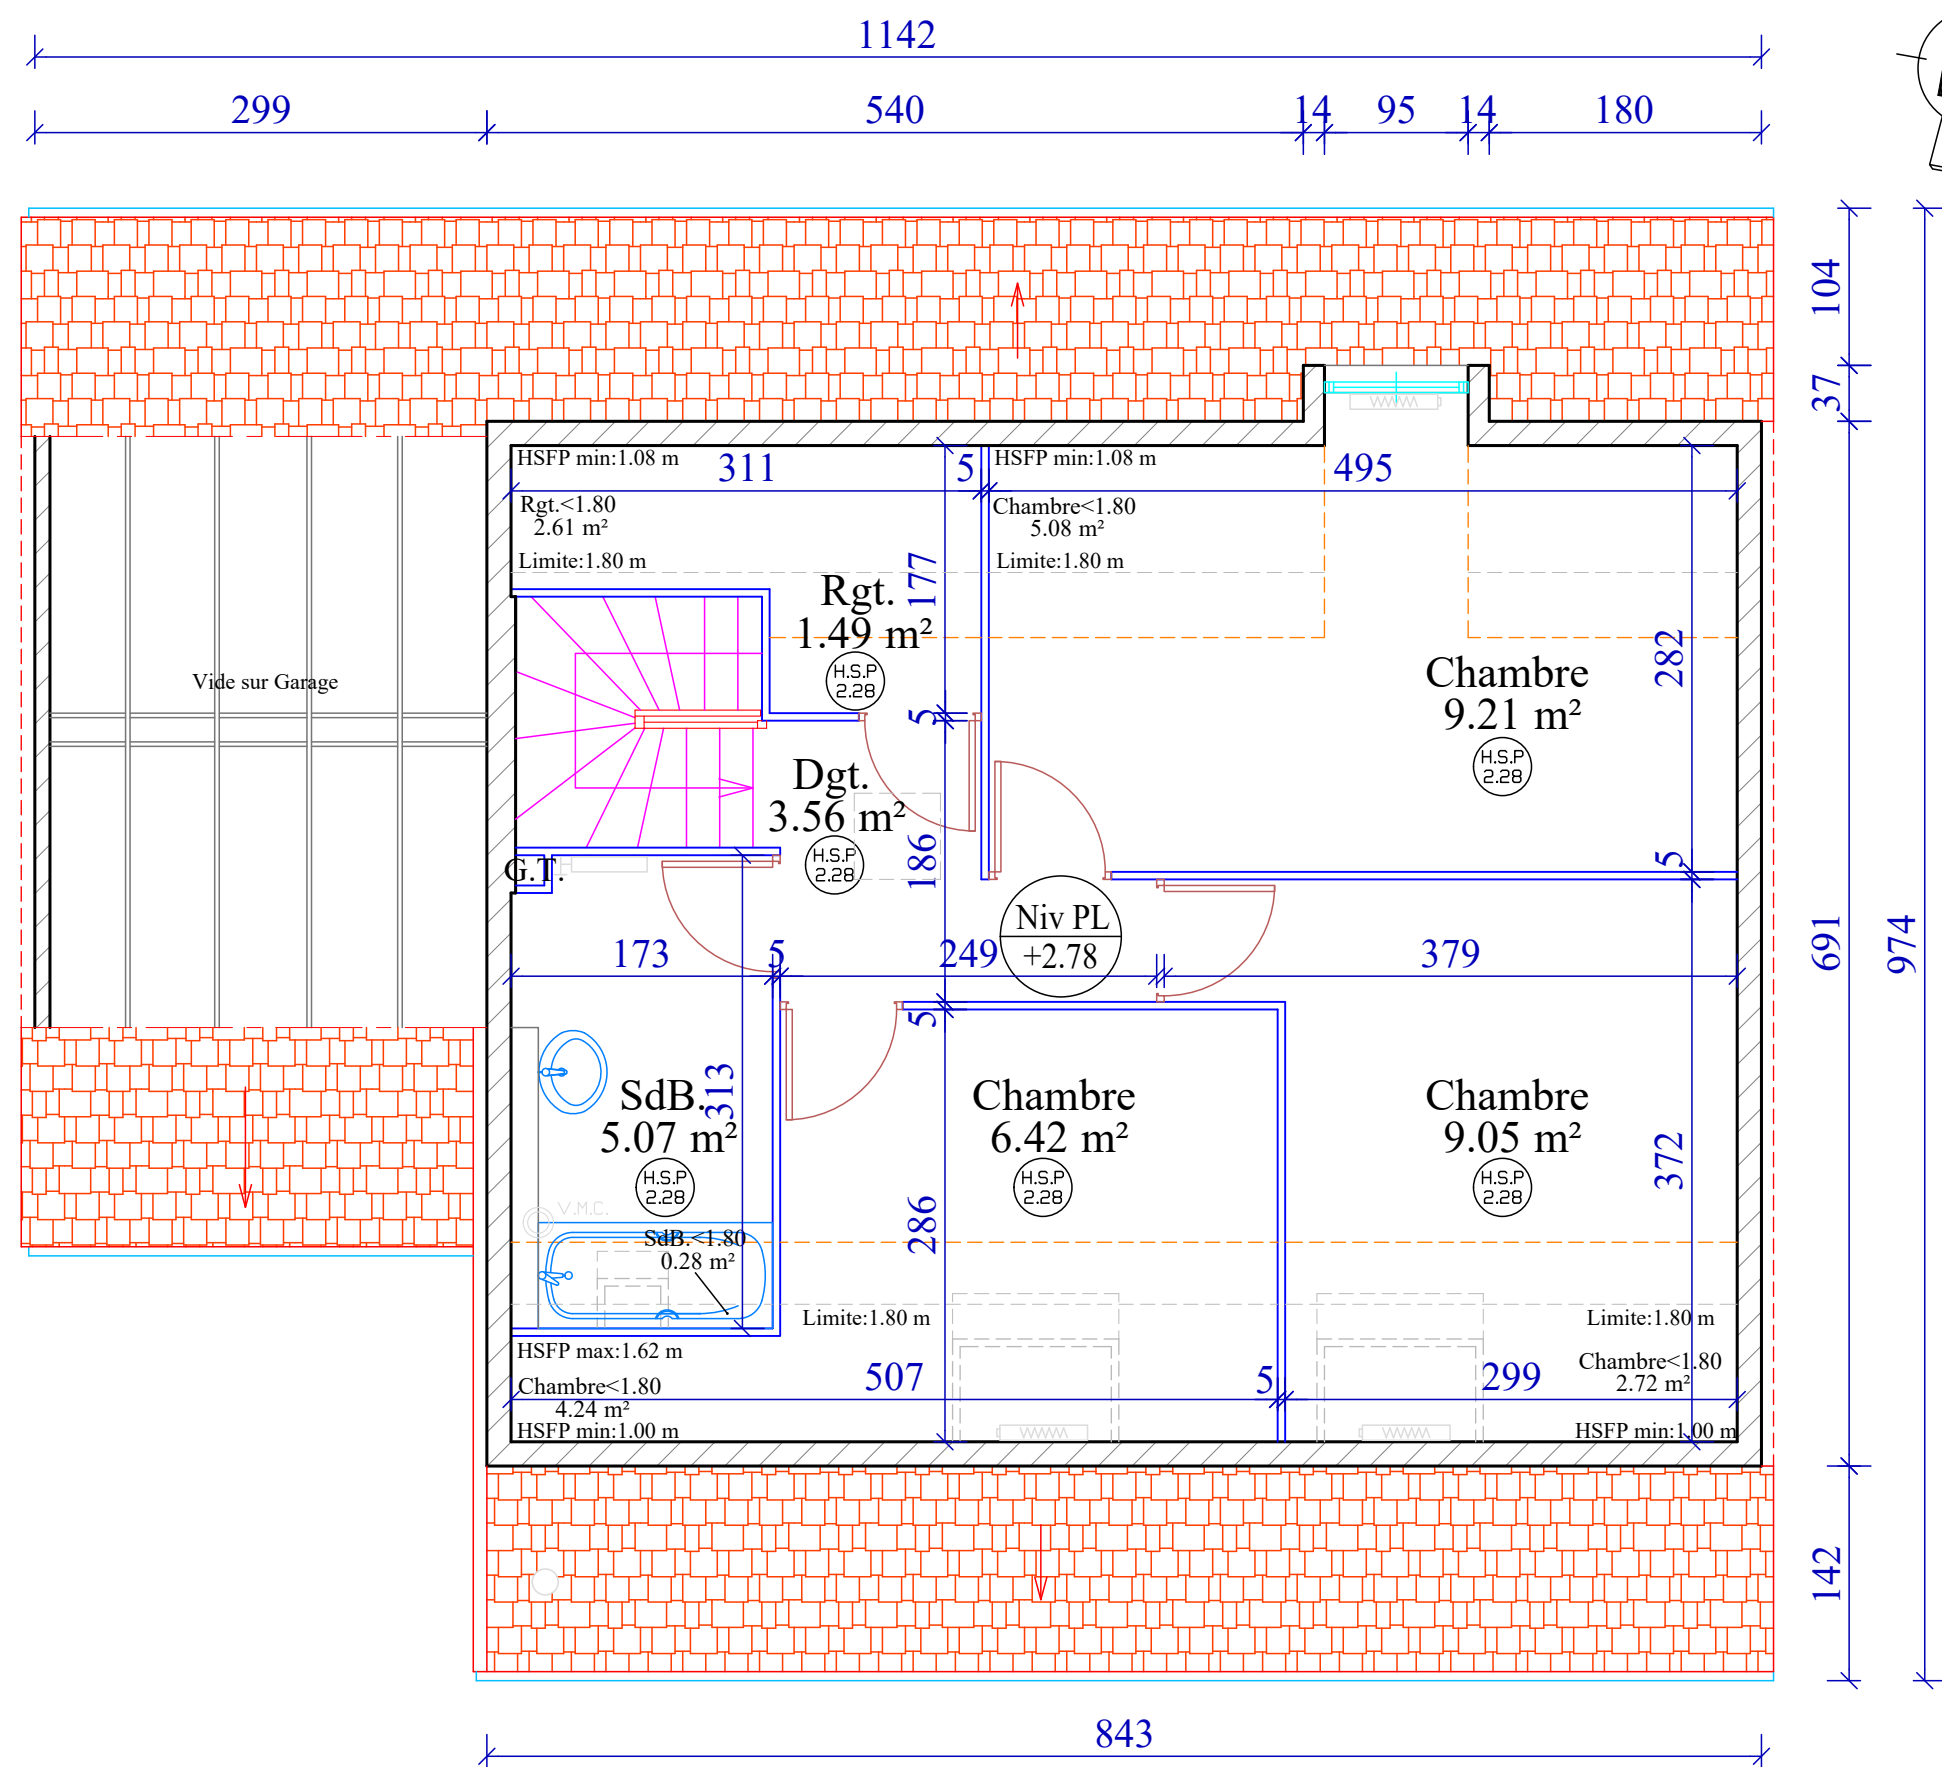 1142
299
540
14
95
14
180
104
37
HSFP min:1.08 m
311
5
HSFP min:1.08 m
495
Rgt.<1.80
2.61 m²
Chambre<1.80
5.08 m²
Limite:1.80 m
177
Limite:1.80 m
Rgt.
1.49 m²
H.S.P
2.28
282
Chambre
9.21 m²
H.S.P
2.28
Vide sur Garage
5
Dgt.
3.56 m²
H.S.P
2.28
186
5
G.T.
Niv PL
+2.78
173
5
249
379
691
974
5
SdB.
5.07 m²
H.S.P
2.28
313
Chambre
6.42 m²
H.S.P
2.28
Chambre
9.05 m²
H.S.P
2.28
372
V.M.C.
SdB.<1.80
0.28 m²
286
Limite:1.80 m
Limite:1.80 m
HSFP max:1.62 m
Chambre<1.80
4.24 m²
HSFP min:1.00 m
507
5
299
Chambre<1.80
2.72 m²
HSFP min:1.00 m
142
843